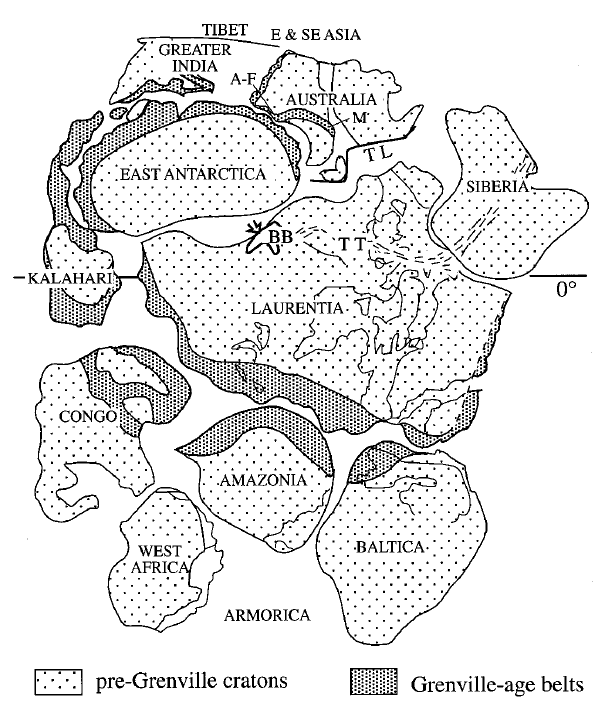 TIBET
E & SE ASIA
GREATER
INDIA
A-F
AUSTRALIA
M
TL
EAST ANTARCTICA
SIBERIA
BB
TT
KALAHARI
0°
LAURENTIA
CONGO
AMAZONIA
BALTICA
WEST
AFRICA
ARMORICA
pre-Grenville cratons
Grenville-age belts